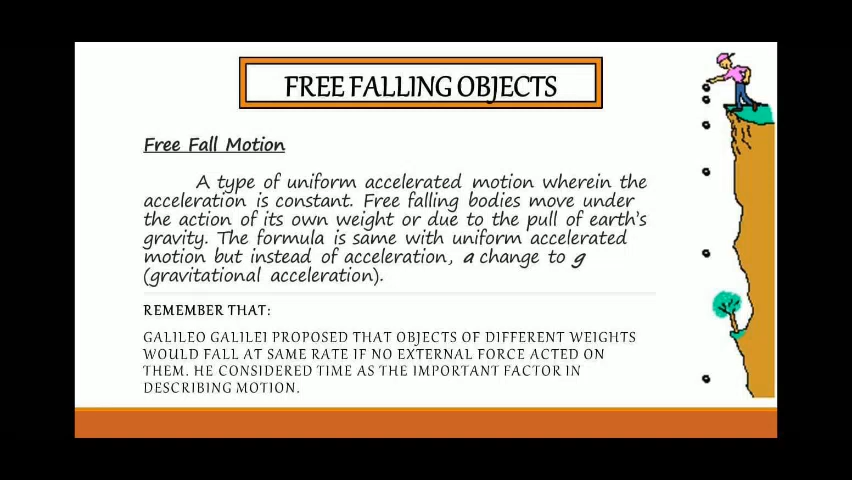 FREE FALLING OBJECTS
Free Fall Motion
A type of uniform accelerated motion wherein the
acceleration is constant. Free falling bodies move under
the action of its own weight or due to the pull of earth's
gravity. The formula is same with uniform accelerated
motion but instead of acceleration, a change to g
(gravitational acceleration).
REMEMBER THAT:
GALILEO GALILEI PROPOSED THAT OBJECTS OF DIFFERENT WEIGHTS
WOULD FALL AT SAME RATE IF NO EXTERNAL FORCE ACTED ON
THEM. HE CONSIDERED TIME AS THE IMPORTANT FACTOR IN
DESCRIBING MOTION.